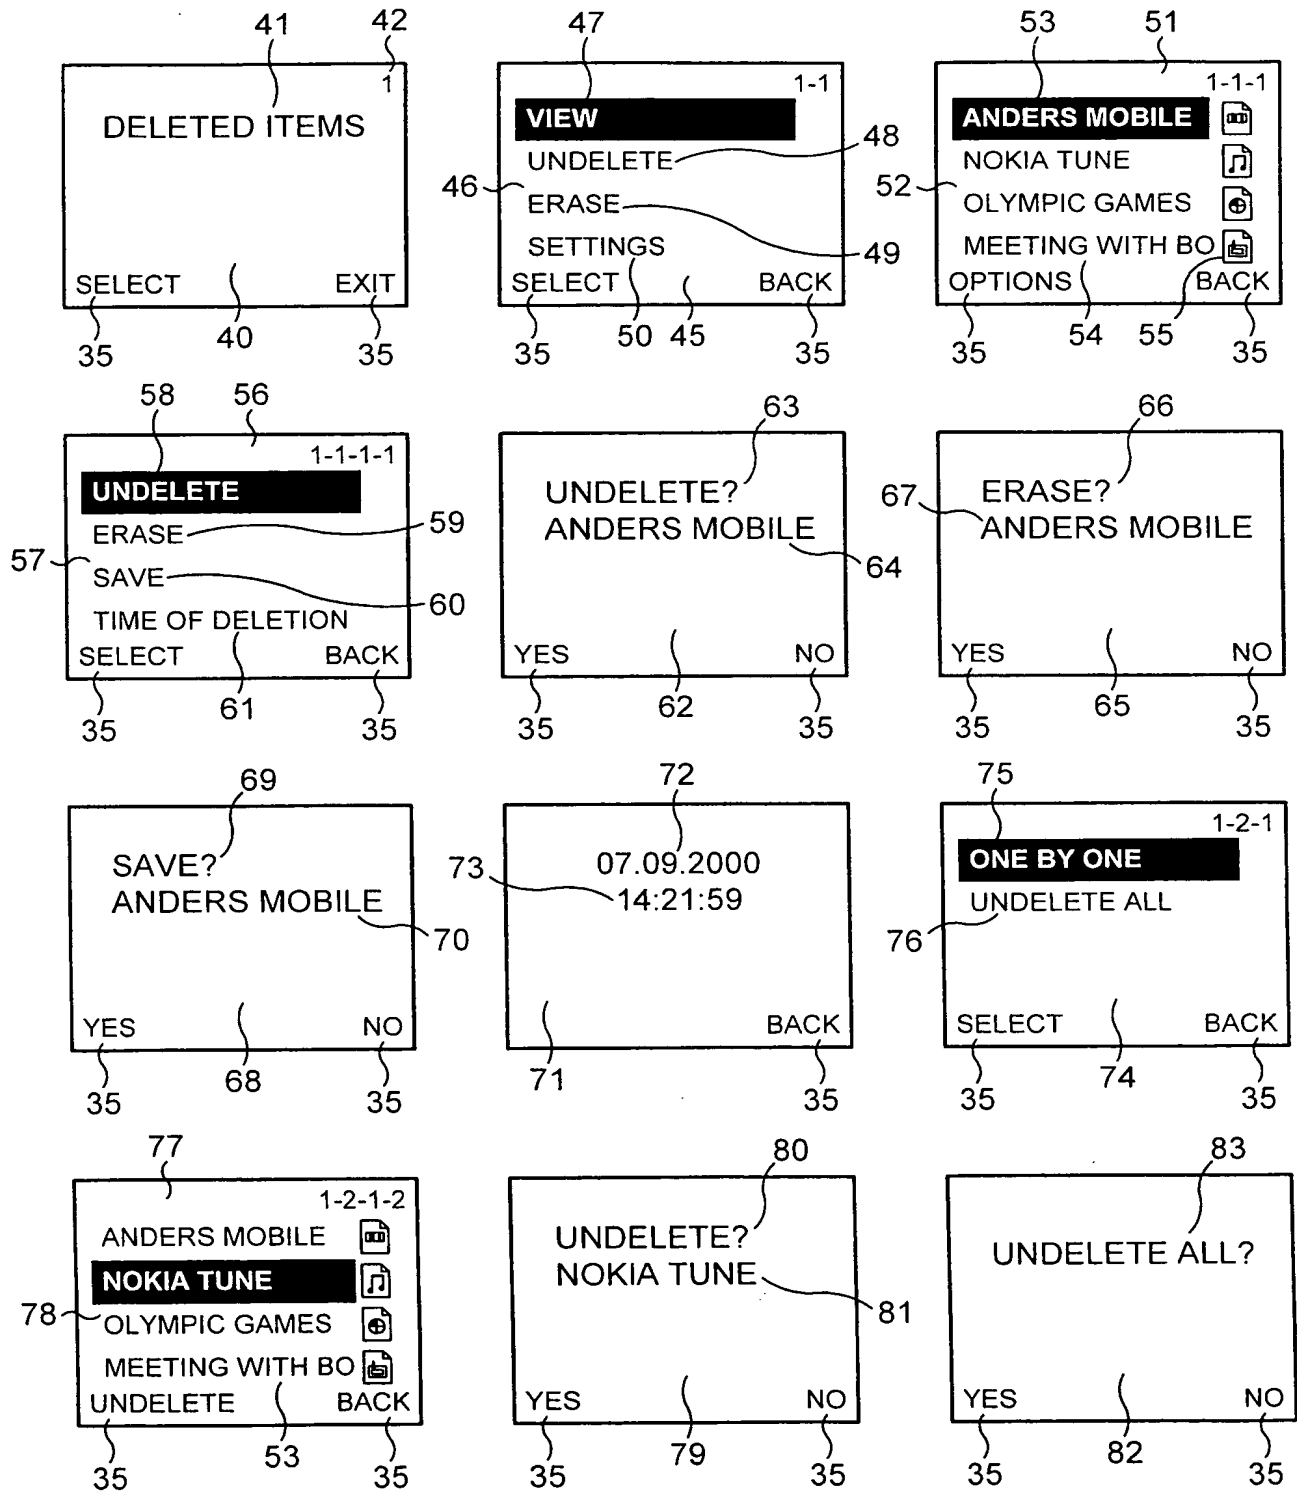 41
42
1
DELETED ITEMS
SELECT
EXIT
35
40
35
47
1-1
VIEW
UNDELETE
48
46
ERASE
49
SETTINGS
SELECT
BACK
35
50
45
35
53
51
1-1-1
ANDERS MOBILE
NOKIA TUNE
52
OLYMPIC GAMES
MEETING WITH BO
OPTIONS
BACK
35
54
55
35
58
56
1-1-1-1
UNDELETE
ERASE
59
57
SAVE
60
TIME OF DELETION
SELECT
BACK
35
61
35
63
UNDELETE?
ANDERS MOBILE
64
YES
NO
35
62
35
66
67
ERASE?
ANDERS MOBILE
YES
NO
35
65
35
69
SAVE?
ANDERS MOBILE
70
YES
NO
35
68
35
72
07.09.2000
73
14:21:59
BACK
71
35
75
1-2-1
ONE BY ONE
UNDELETE ALL
76
SELECT
BACK
35
74
35
77
1-2-1-2
ANDERS MOBILE
NOKIA TUNE
78
OLYMPIC GAMES
MEETING WITH BO
UNDELETE
BACK
35
53
35
80
UNDELETE?
NOKIA TUNE
81
YES
NO
35
79
35
83
UNDELETE ALL?
YES
NO
35
82
35